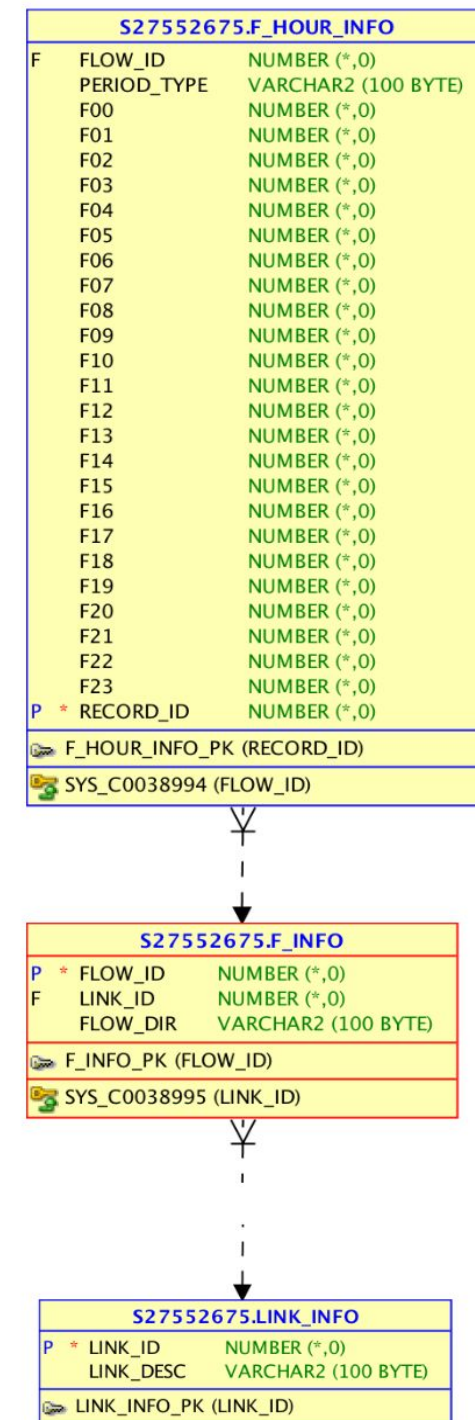 S27552675.F_HOUR_INFO
F FLOW_ID NUMBER (*,0)
PERIOD_TYPE VARCHAR2 (100 BYTE)
F00 NUMBER (*,0)
F01 NUMBER (*,0)
F02 NUMBER (*,0)
F03 NUMBER (*,0)
F04 NUMBER (*,0)
F05 NUMBER (*,0)
F06 NUMBER (*,0)
F07 NUMBER (*,0)
F08 NUMBER (*,0)
F09 NUMBER (*,0)
F10 NUMBER (*,0)
F11 NUMBER (*,0)
F12 NUMBER (*,0)
F13 NUMBER (*,0)
F14 NUMBER (*,0)
F15 NUMBER (*,0)
F16 NUMBER (*,0)
F17 NUMBER (*,0)
F18 NUMBER (*,0)
F19 NUMBER (*,0)
F20 NUMBER (*,0)
F21 NUMBER (*,0)
F22 NUMBER (*,0)
F23 NUMBER (*,0)
P * RECORD_ID NUMBER (*,0)
F_HOUR_INFO_PK (RECORD_ID)
SYS_C0038994 (FLOW_ID)
S27552675.F_INFO
P * FLOW_ID NUMBER (*,0)
F LINK_ID NUMBER (*,0)
FLOW_DIR VARCHAR2 (100 BYTE)
F_INFO_PK (FLOW_ID)
SYS_C0038995 (LINK_ID)
S27552675.LINK_INFO
P * LINK_ID NUMBER (*,0)
LINK_DESC VARCHAR2 (100 BYTE)
LINK_INFO_PK (LINK_ID)